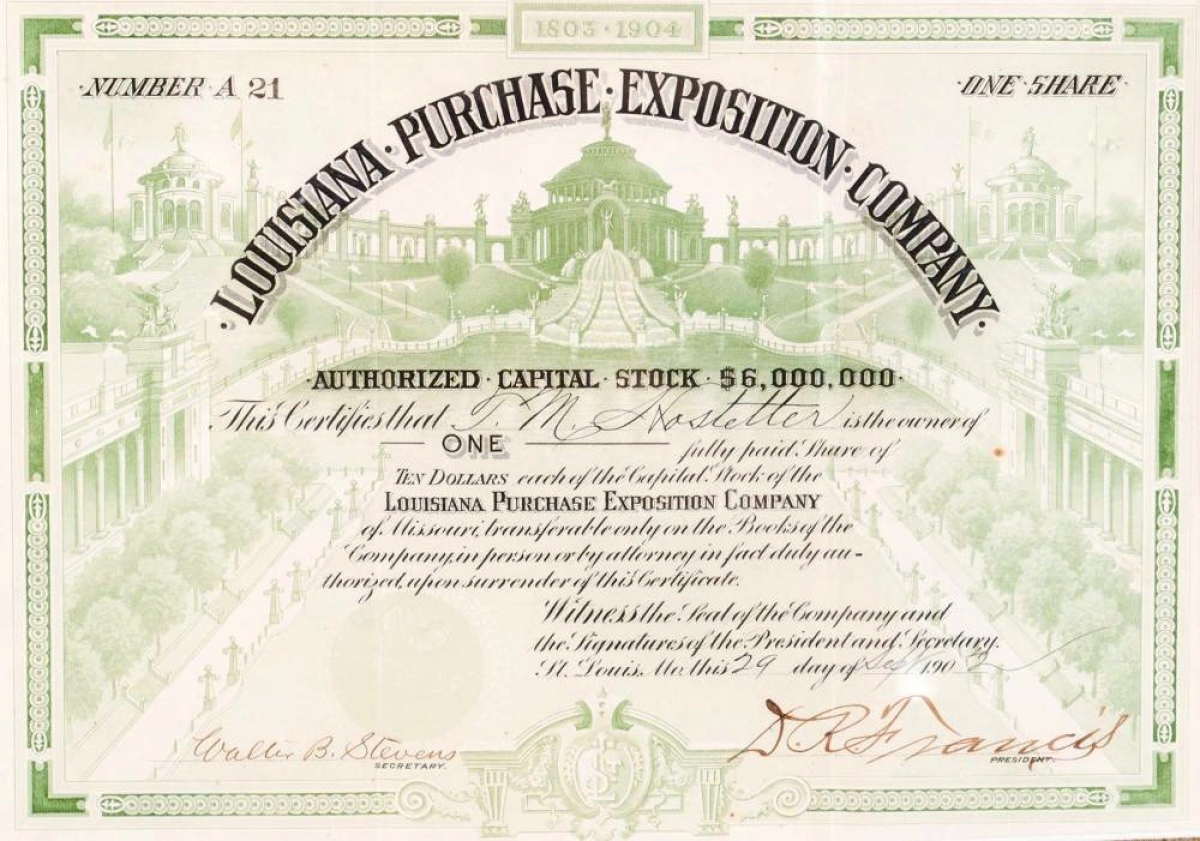 1803 · 1904
· NUMBER · A 21
· ONE · SHARE ·
· LOUISIANA · PURCHASE · EXPOSITION · COMPANY ·
· AUTHORIZED · CAPITAL · STOCK · $6,000,000 ·
This Certifies that T. M. Hostetter is the owner of
ONE fully paid Share of
TEN DOLLARS each of the Capital Stock of the
LOUISIANA PURCHASE EXPOSITION COMPANY
of Missouri, transferable only on the Books of the
Company, in person or by attorney in fact duly au-
thorized, upon surrender of this Certificate.
Witness the Seal of the Company and
the Signatures of the President and Secretary.
St. Louis, Mo. this 29 day of Sept 190
Walter B. Stevens
SECRETARY.
D R Francis
PRESIDENT.